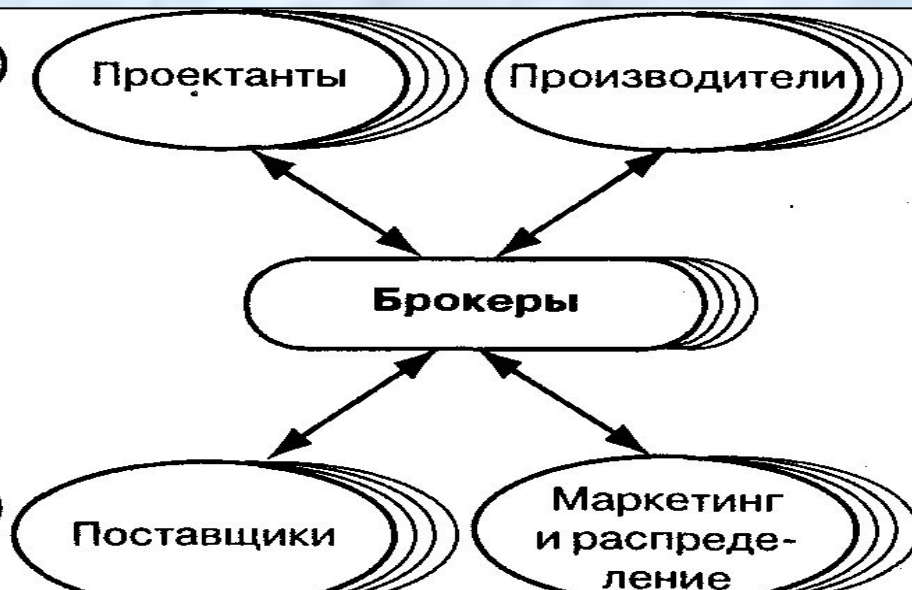 Проектанты
Производители
Брокеры
Поставщики
Маркетинг
и распреде-
ление